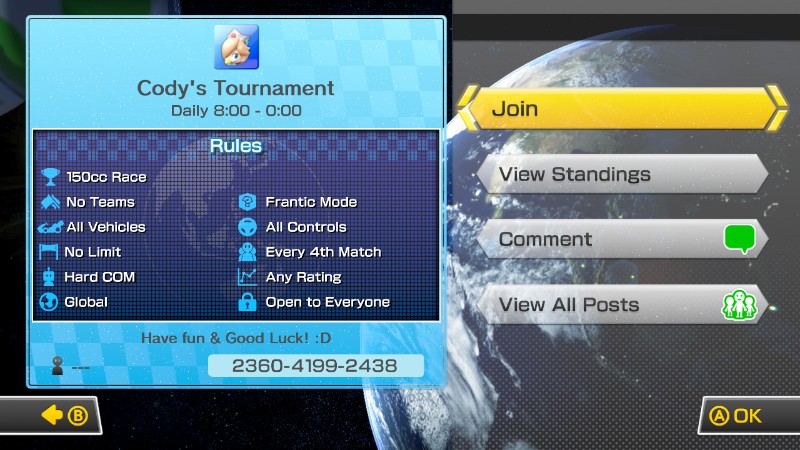 Cody's Tournament
Daily 8:00 - 0:00
Rules
150cc Race
No Teams
Frantic Mode
All Vehicles
All Controls
No Limit
Every 4th Match
Hard COM
Any Rating
Global
Open to Everyone
Have fun & Good Luck! :D
---
2360-4199-2438
Join
View Standings
Comment
View All Posts
B
A OK